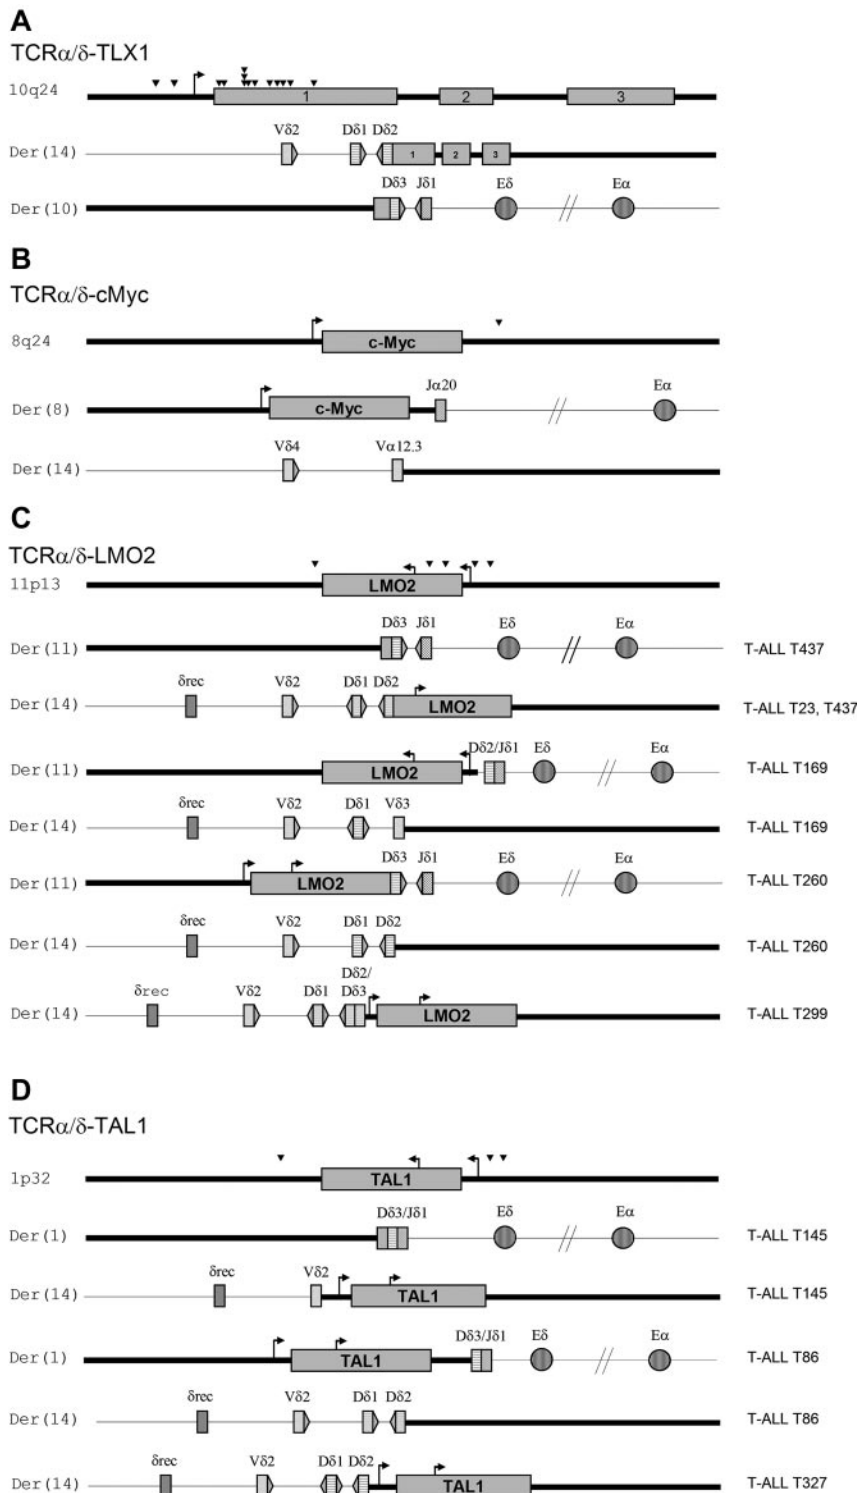 A
TCRα/δ-TLX1
10q24 1 2 3
Vδ2 Dδ1 Dδ2
Der(14) 1 2 3
Dδ3 Jδ1 Eδ Eα
Der(10)
B
TCRα/δ-cMyc
8q24 c-Myc
Jα20 Eα
Der(8) c-Myc
Vδ4 Vα12.3
Der(14)
C
TCRα/δ-LMO2
11p13 LMO2
Dδ3 Jδ1 Eδ Eα
Der(11) T-ALL T437
δrec Vδ2 Dδ1 Dδ2
Der(14) LMO2 T-ALL T23, T437
Dδ2/Jδ1 Eδ Eα
Der(11) LMO2 T-ALL T169
δrec Vδ2 Dδ1 Vδ3
Der(14) T-ALL T169
Dδ3 Jδ1 Eδ Eα
Der(11) LMO2 T-ALL T260
δrec Vδ2 Dδ1 Dδ2
Der(14) T-ALL T260
Dδ2/
δrec Vδ2 Dδ1 Dδ3
Der(14) LMO2 T-ALL T299
D
TCRα/δ-TAL1
1p32 TAL1
Dδ3/Jδ1 Eδ Eα
Der(1) T-ALL T145
δrec Vδ2
Der(14) TAL1 T-ALL T145
Dδ3/Jδ1 Eδ Eα
Der(1) TAL1 T-ALL T86
δrec Vδ2 Dδ1 Dδ2
Der(14) T-ALL T86
δrec Vδ2 Dδ1 Dδ2
Der(14) TAL1 T-ALL T327